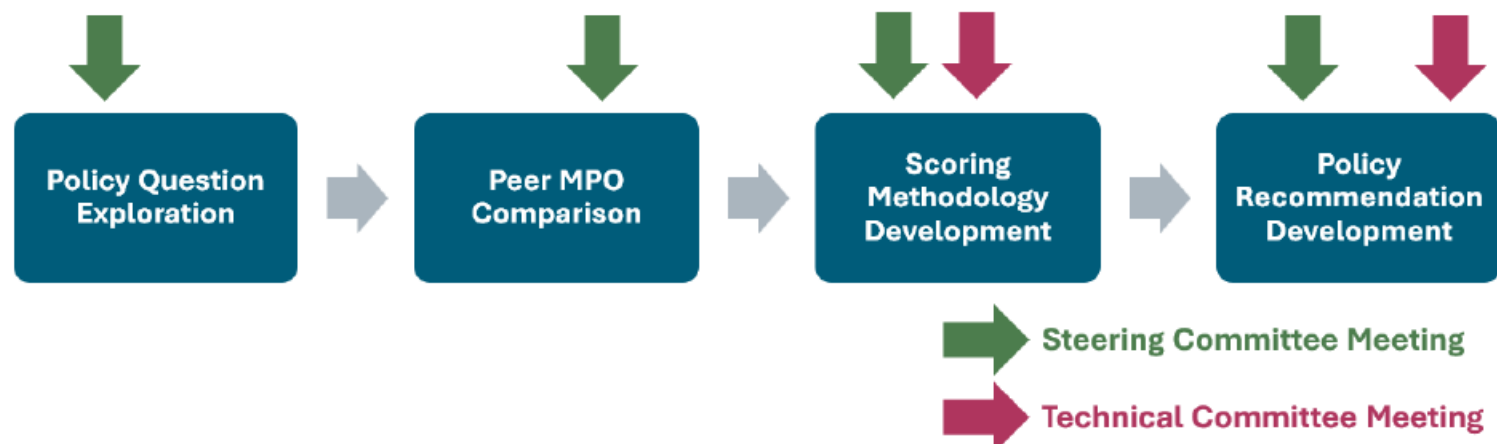 Policy Question
Exploration
Peer MPO
Comparison
Scoring
Methodology
Development
Policy
Recommendation
Development
Steering Committee Meeting
Technical Committee Meeting